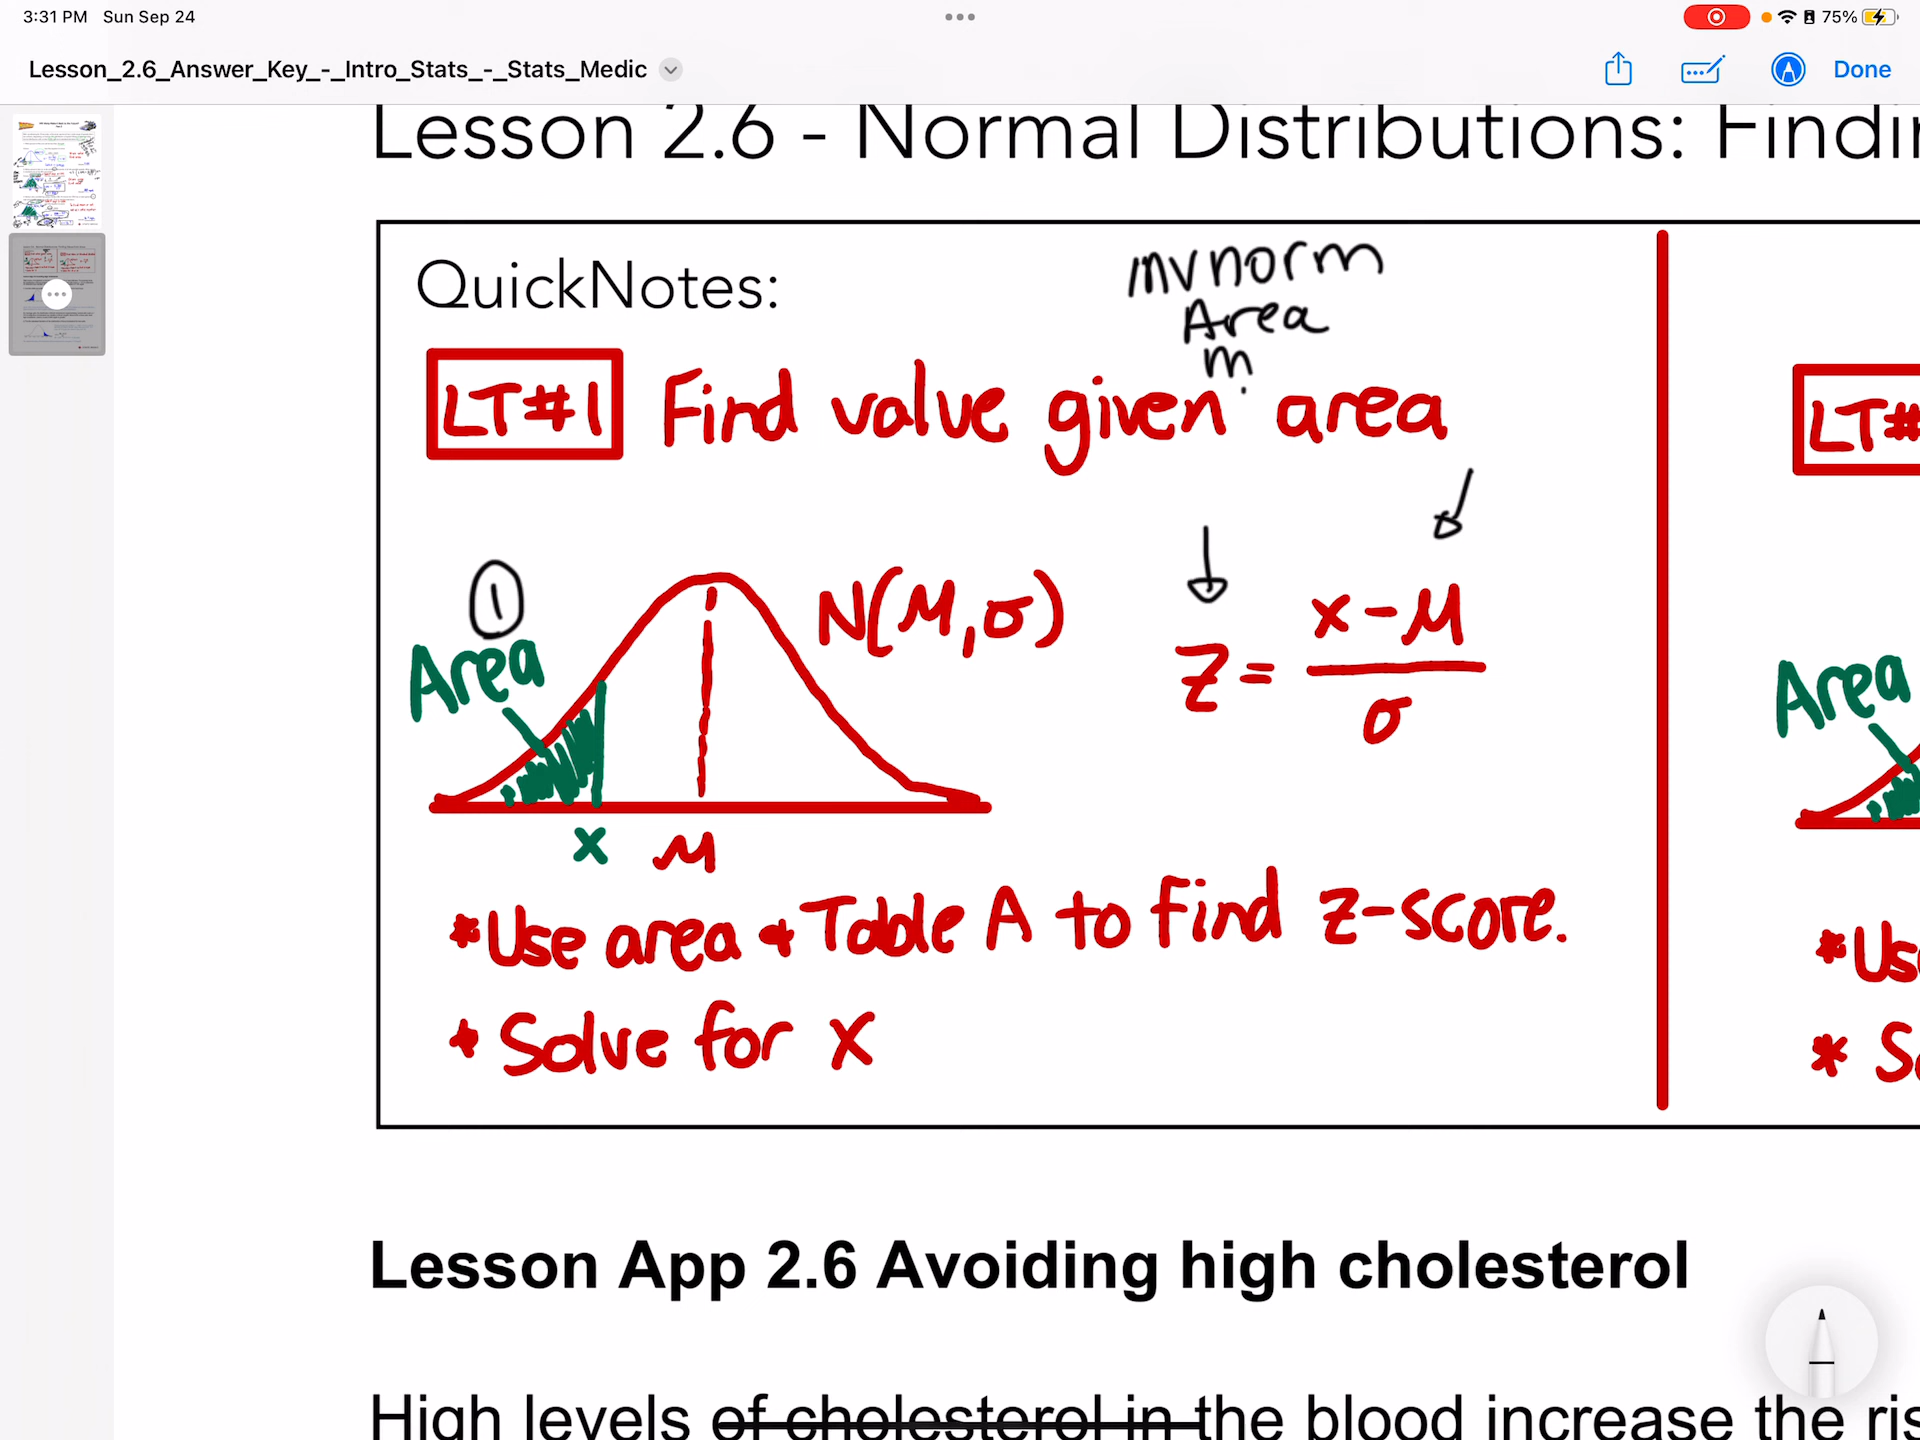 3:31 PM Sun Sep 24
75%
Lesson_2.6_Answer_Key_-_Intro_Stats_-_Stats_Medic
Done
Lesson 2.6 - Normal Distributions: Findi
QuickNotes:
invnorm
Area
m
LT#1 Find value given area
LT#
①
Area
N(μ,σ)
z = x-μ
σ
Area
x μ
*Use area + Table A to find z-score.
* Solve for x
*Us
* S
Lesson App 2.6 Avoiding high cholesterol
High levels of cholesterol in the blood increase the ris